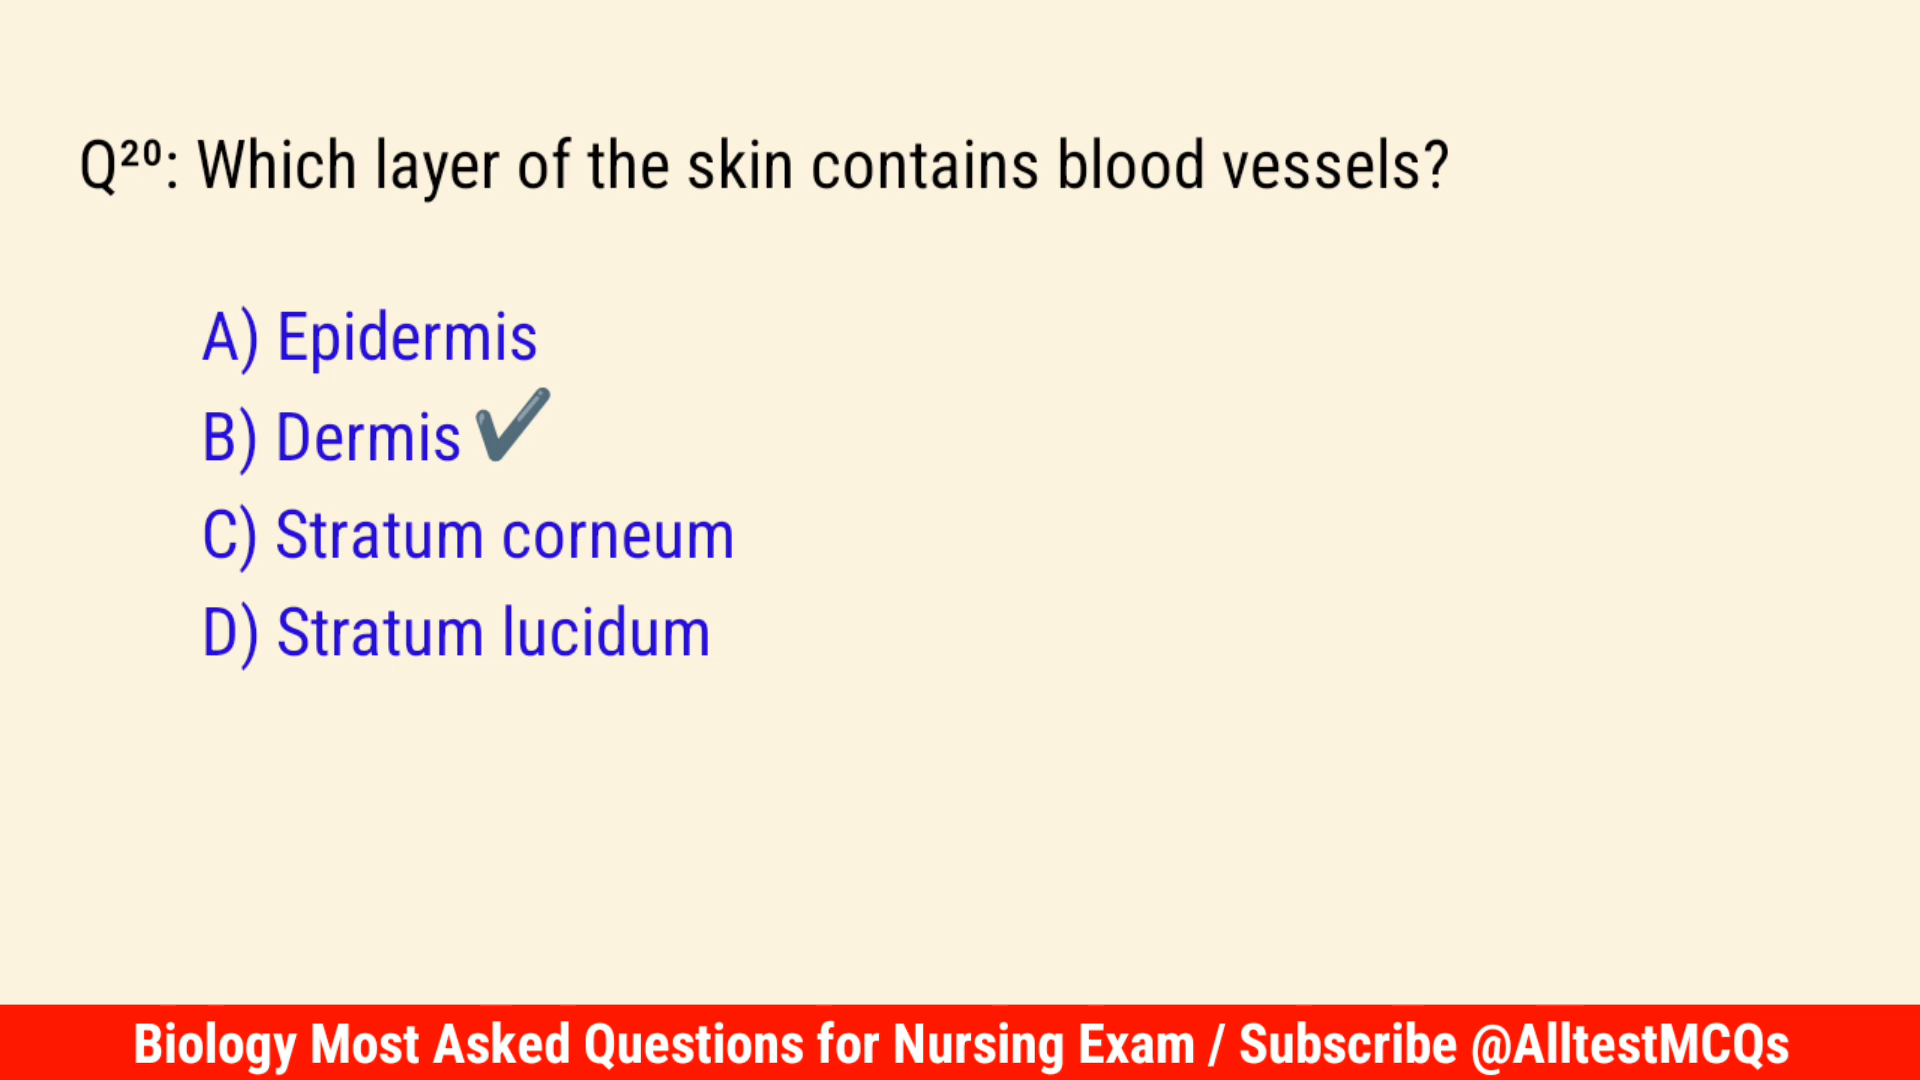 Q²⁰: Which layer of the skin contains blood vessels?
A) Epidermis
B) Dermis ✔
C) Stratum corneum
D) Stratum lucidum
Biology Most Asked Questions for Nursing Exam / Subscribe @AlltestMCQs